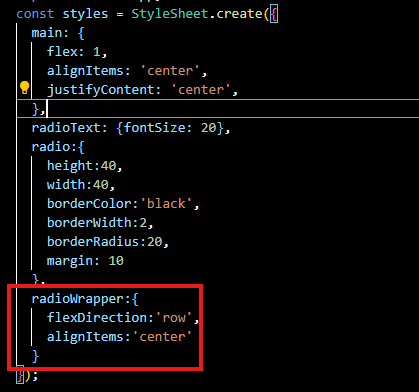 const styles = StyleSheet.create({
main: {
flex: 1,
alignItems: 'center',
justifyContent: 'center',
},
radioText: {fontSize: 20},
radio:{
height:40,
width:40,
borderColor:'black',
borderWidth:2,
borderRadius:20,
margin: 10
},
radioWrapper:{
flexDirection:'row',
alignItems:'center'
}
});